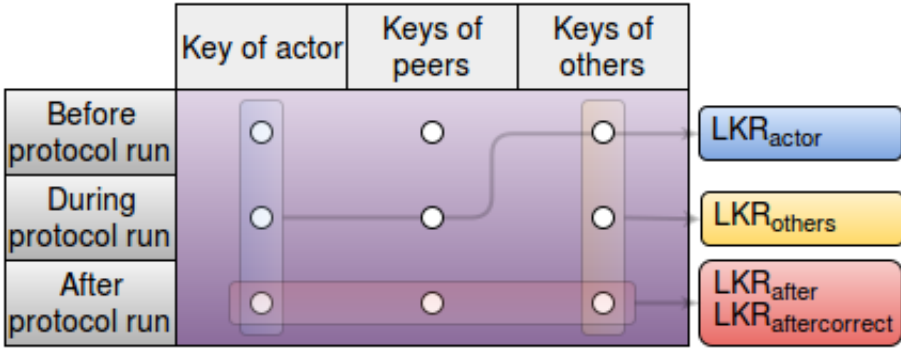 Key of actor
Keys of
peers
Keys of
others
Before
protocol run
LKRactor
During
protocol run
LKRothers
After
protocol run
LKRafter
LKRaftercorrect